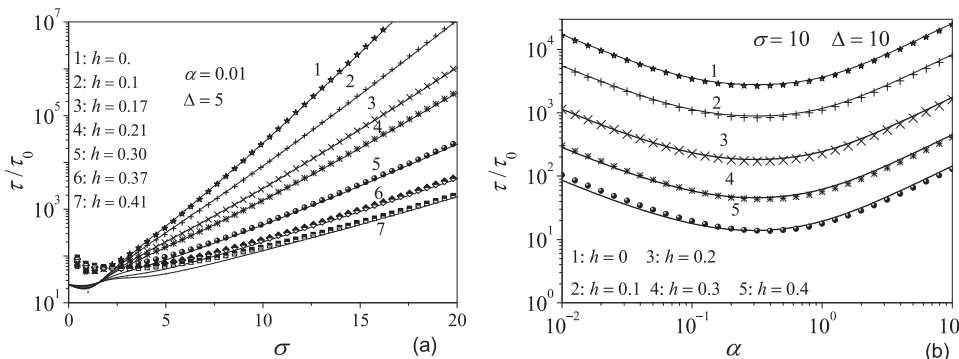 10^7
10^5
10^3
10^1
τ/τ_0
1: h = 0.
2: h = 0.1
3: h = 0.17
4: h = 0.21
5: h = 0.30
6: h = 0.37
7: h = 0.41
α = 0.01
Δ = 5
1
2
3
4
5
6
7
0 5 10 15 20
σ (a)
10^4
10^3
10^2
10^1
10^0
τ/τ_0
σ = 10 Δ = 10
1
2
3
4
5
1: h = 0 3: h = 0.2
2: h = 0.1 4: h = 0.3 5: h = 0.4
10^-2 10^-1 10^0 10^1
α (b)